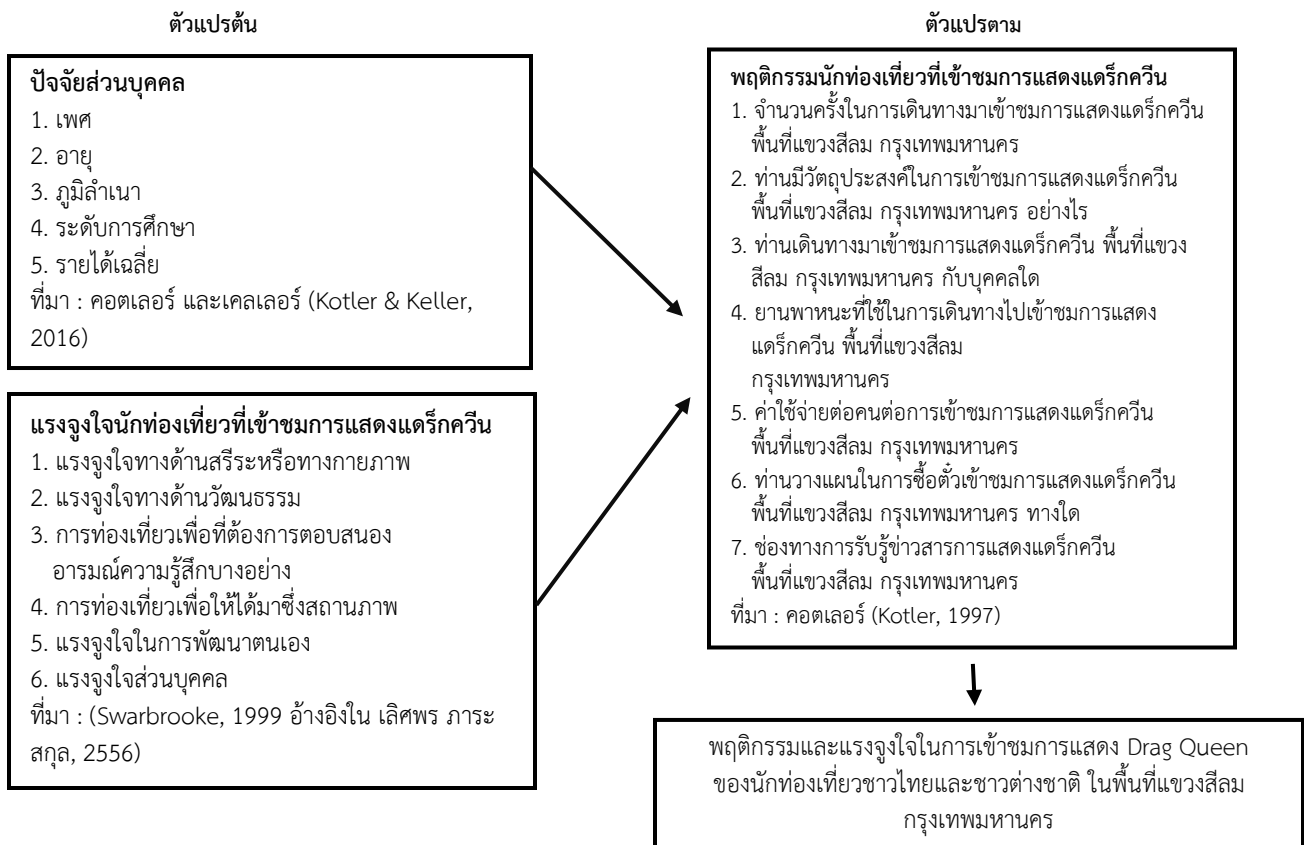 ตัวแปรต้น
ปัจจัยส่วนบุคคล
1. เพศ
2. อายุ
3. ภูมิลำเนา
4. ระดับการศึกษา
5. รายได้เฉลี่ย
ที่มา : คอตเลอร์ และเคลเลอร์ (Kotler & Keller,
2016)
แรงจูงใจนักท่องเที่ยวที่เข้าชมการแสดงแดร็กควีน
1. แรงจูงใจทางด้านสรีระหรือทางกายภาพ
2. แรงจูงใจทางด้านวัฒนธรรม
3. การท่องเที่ยวเพื่อที่ต้องการตอบสนอง
อารมณ์ความรู้สึกบางอย่าง
4. การท่องเที่ยวเพื่อให้ได้มาซึ่งสถานภาพ
5. แรงจูงใจในการพัฒนาตนเอง
6. แรงจูงใจส่วนบุคคล
ที่มา : (Swarbrooke, 1999 อ้างอิงใน เลิศพร ภาระ
สกุล, 2556)
ตัวแปรตาม
พฤติกรรมนักท่องเที่ยวที่เข้าชมการแสดงแดร็กควีน
1. จำนวนครั้งในการเดินทางมาเข้าชมการแสดงแดร็กควีน
พื้นที่แขวงสีลม กรุงเทพมหานคร
2. ท่านมีวัตถุประสงค์ในการเข้าชมการแสดงแดร็กควีน
พื้นที่แขวงสีลม กรุงเทพมหานคร อย่างไร
3. ท่านเดินทางมาเข้าชมการแสดงแดร็กควีน พื้นที่แขวง
สีลม กรุงเทพมหานคร กับบุคคลใด
4. ยานพาหนะที่ใช้ในการเดินทางไปเข้าชมการแสดง
แดร็กควีน พื้นที่แขวงสีลม
กรุงเทพมหานคร
5. ค่าใช้จ่ายต่อคนต่อการเข้าชมการแสดงแดร็กควีน
พื้นที่แขวงสีลม กรุงเทพมหานคร
6. ท่านวางแผนในการซื้อตั๋วเข้าชมการแสดงแดร็กควีน
พื้นที่แขวงสีลม กรุงเทพมหานคร ทางใด
7. ช่องทางการรับรู้ข่าวสารการแสดงแดร็กควีน
พื้นที่แขวงสีลม กรุงเทพมหานคร
ที่มา : คอตเลอร์ (Kotler, 1997)
พฤติกรรมและแรงจูงใจในการเข้าชมการแสดง Drag Queen
ของนักท่องเที่ยวชาวไทยและชาวต่างชาติ ในพื้นที่แขวงสีลม
กรุงเทพมหานคร